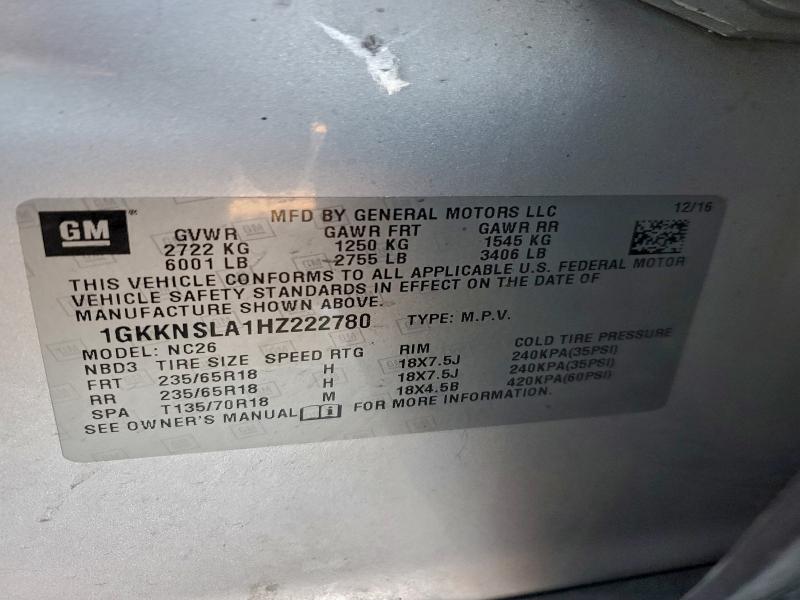 GM
MFD BY GENERAL MOTORS LLC 12/16
GVWR GAWR FRT GAWR RR
2722 KG 1250 KG 1545 KG
6001 LB 2755 LB 3406 LB
THIS VEHICLE CONFORMS TO ALL APPLICABLE U.S. FEDERAL MOTOR
VEHICLE SAFETY STANDARDS IN EFFECT ON THE DATE OF
MANUFACTURE SHOWN ABOVE.
1GKKNSLA1HZ222780 TYPE: M.P.V.
MODEL: NC26
NBD3 TIRE SIZE SPEED RTG RIM COLD TIRE PRESSURE
FRT 235/65R18 H 18X7.5J 240KPA(35PSI)
RR 235/65R18 H 18X7.5J 240KPA(35PSI)
SPA T135/70R18 M 18X4.5B 420KPA(60PSI)
SEE OWNER'S MANUAL i FOR MORE INFORMATION.